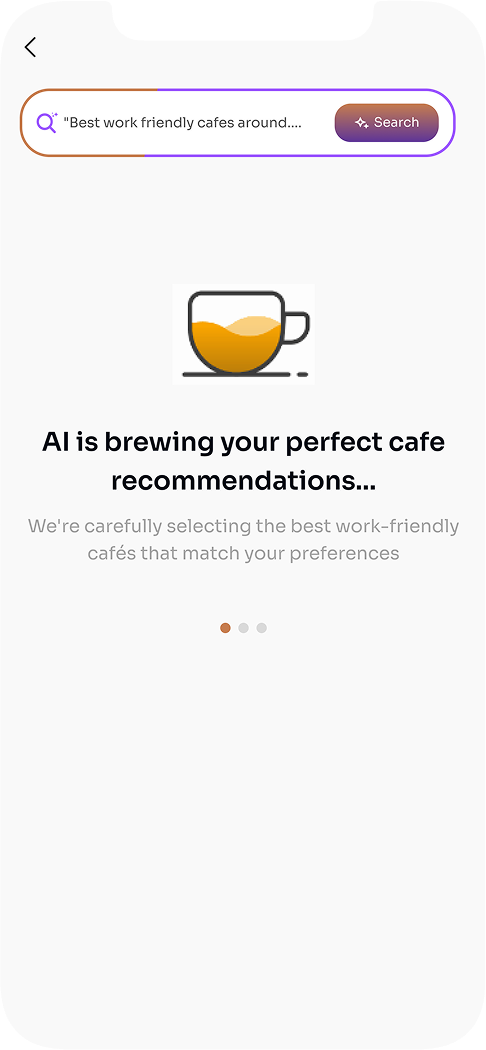 "Best work friendly cafes around....
Search
AI is brewing your perfect cafe
recommendations...
We're carefully selecting the best work-friendly
cafés that match your preferences